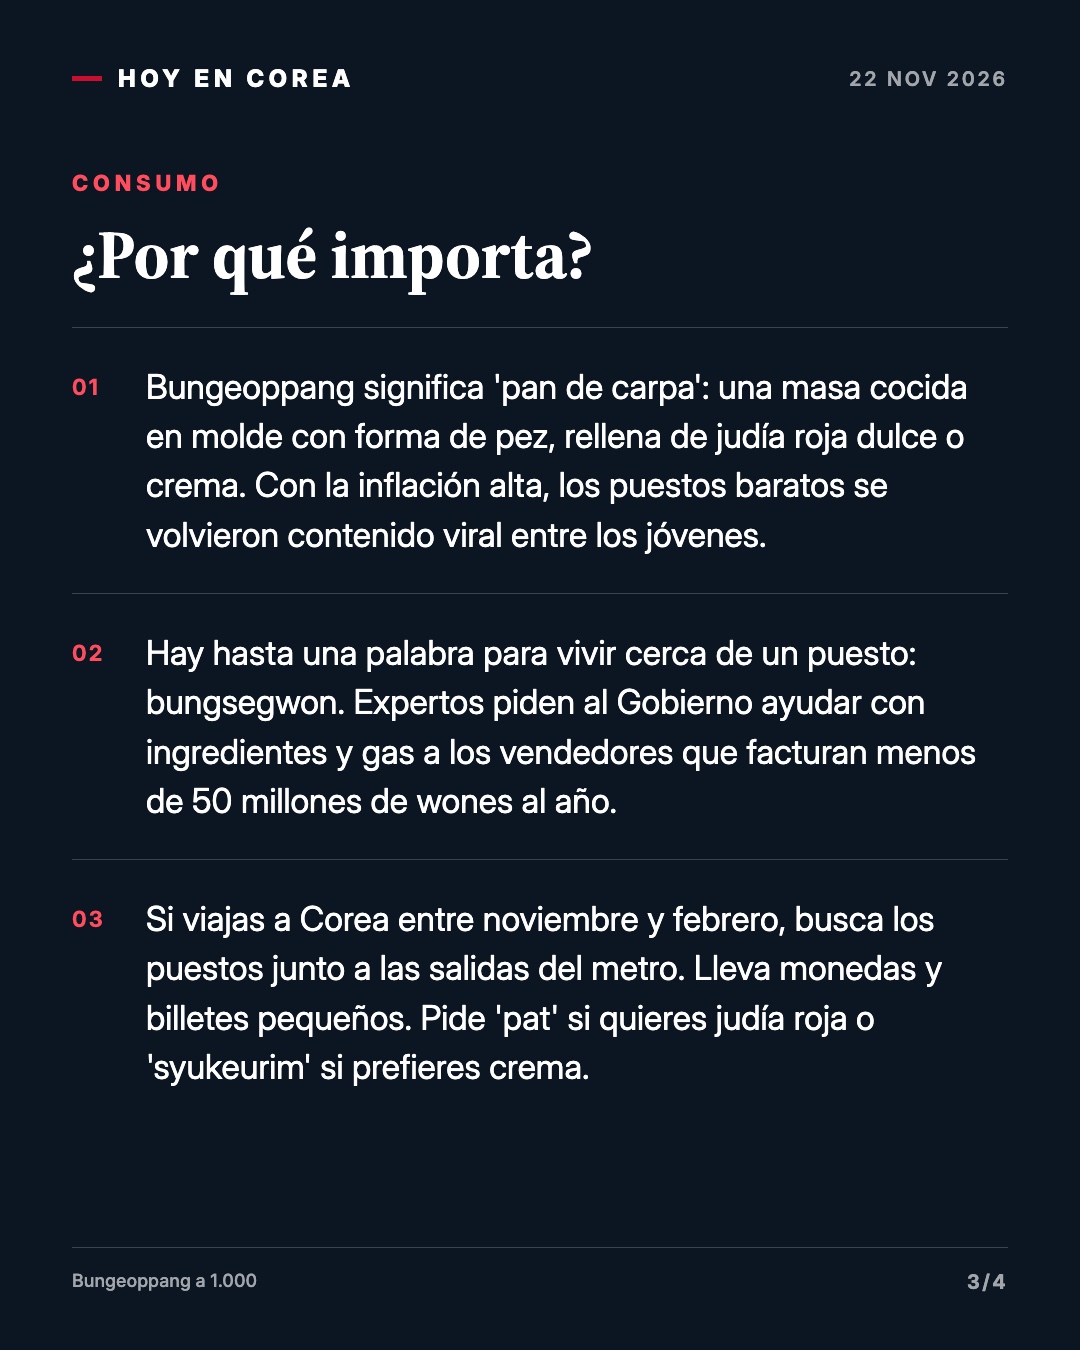 HOY EN COREA
22 NOV 2026
CONSUMO
¿Por qué importa?
01
Bungeoppang significa 'pan de carpa': una masa cocida
en molde con forma de pez, rellena de judía roja dulce o
crema. Con la inflación alta, los puestos baratos se
volvieron contenido viral entre los jóvenes.
02
Hay hasta una palabra para vivir cerca de un puesto:
bungsegwon. Expertos piden al Gobierno ayudar con
ingredientes y gas a los vendedores que facturan menos
de 50 millones de wones al año.
03
Si viajas a Corea entre noviembre y febrero, busca los
puestos junto a las salidas del metro. Lleva monedas y
billetes pequeños. Pide 'pat' si quieres judía roja o
'syukeurim' si prefieres crema.
Bungeoppang a 1.000
3/4